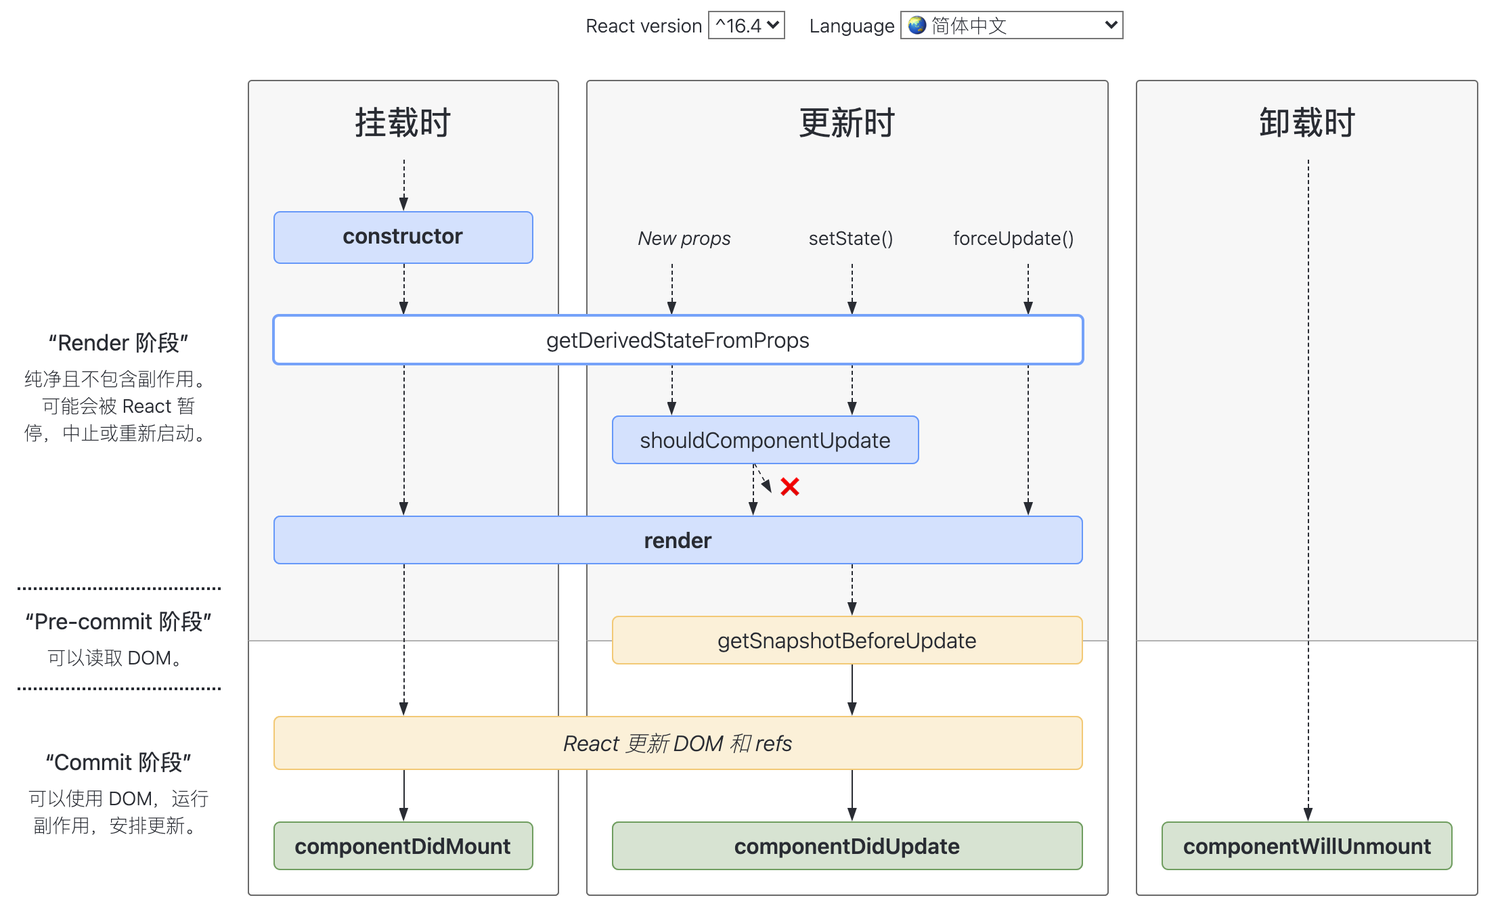 React version ^16.4 Language 简体中文
挂载时
更新时
卸载时
constructor
New props
setState()
forceUpdate()
“Render 阶段”
纯净且不包含副作用。
可能会被 React 暂
停，中止或重新启动。
getDerivedStateFromProps
shouldComponentUpdate
render
“Pre-commit 阶段”
可以读取 DOM。
getSnapshotBeforeUpdate
“Commit 阶段”
可以使用 DOM，运行
副作用，安排更新。
React 更新 DOM 和 refs
componentDidMount
componentDidUpdate
componentWillUnmount